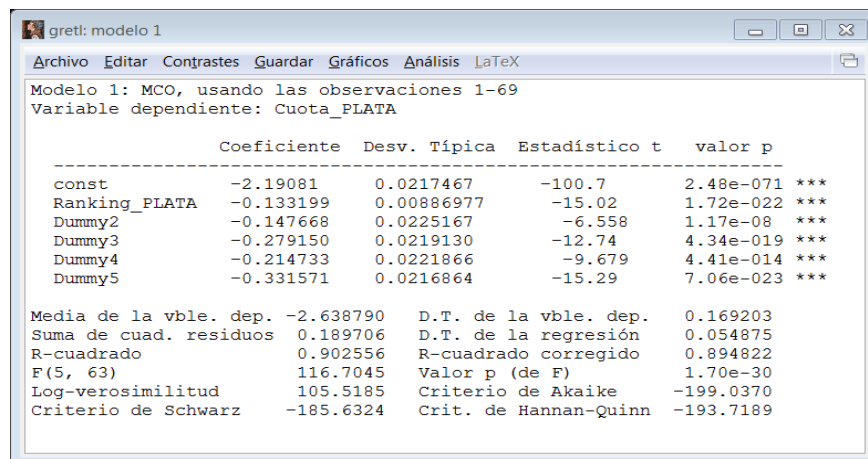 gretl: modelo 1
Archivo Editar Contrastes Guardar Gráficos Análisis LaTeX
Modelo 1: MCO, usando las observaciones 1-69
Variable dependiente: Cuota_PLATA
Coeficiente Desv. Típica Estadístico t valor p
const -2.19081 0.0217467 -100.7 2.48e-071 ***
Ranking_PLATA -0.133199 0.00886977 -15.02 1.72e-022 ***
Dummy2 -0.147668 0.0225167 -6.558 1.17e-08 ***
Dummy3 -0.279150 0.0219130 -12.74 4.34e-019 ***
Dummy4 -0.214733 0.0221866 -9.679 4.41e-014 ***
Dummy5 -0.331571 0.0216864 -15.29 7.06e-023 ***
Media de la vble. dep. -2.638790 D.T. de la vble. dep. 0.169203
Suma de cuad. residuos 0.189706 D.T. de la regresión 0.054875
R-cuadrado 0.902556 R-cuadrado corregido 0.894822
F(5, 63) 116.7045 Valor p (de F) 1.70e-30
Log-verosimilitud 105.5185 Criterio de Akaike -199.0370
Criterio de Schwarz -185.6324 Crit. de Hannan-Quinn -193.7189